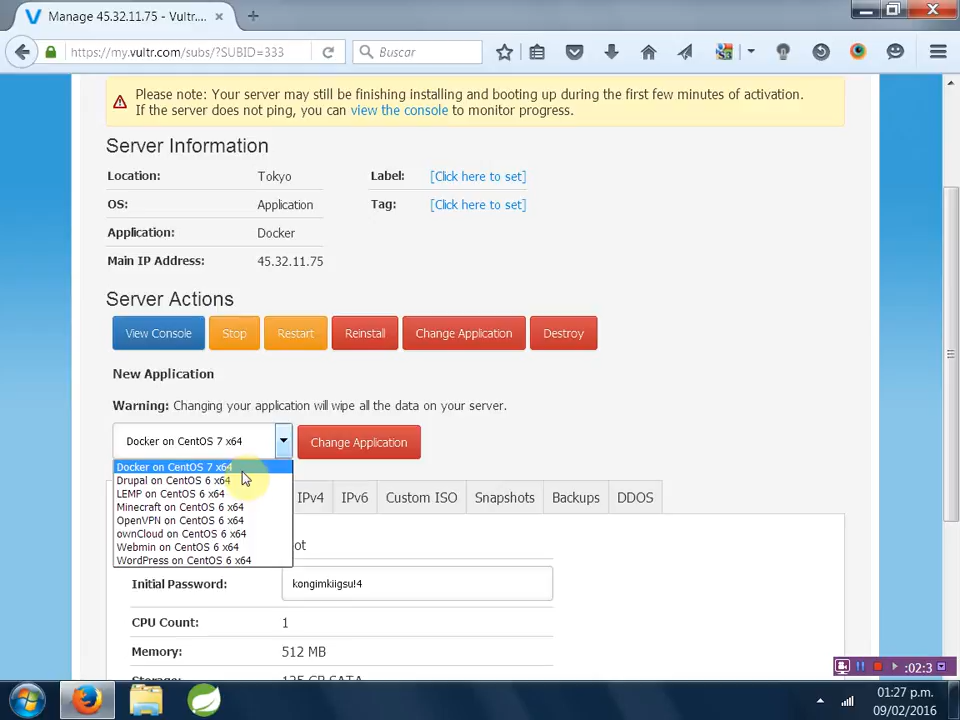 Manage 45.32.11.75 - Vultr....
https://my.vultr.com/subs/?SUBID=333
Buscar
Please note: Your server may still be finishing installing and booting up during the first few minutes of activation.
If the server does not ping, you can view the console to monitor progress.
Server Information
Location: Tokyo Label: [Click here to set]
OS: Application Tag: [Click here to set]
Application: Docker
Main IP Address: 45.32.11.75
Server Actions
View Console Stop Restart Reinstall Change Application Destroy
New Application
Warning: Changing your application will wipe all the data on your server.
Docker on CentOS 7 x64 Change Application
Docker on CentOS 7 x64
Drupal on CentOS 6 x64
LEMP on CentOS 6 x64
Minecraft on CentOS 6 x64
OpenVPN on CentOS 6 x64
ownCloud on CentOS 6 x64
Webmin on CentOS 6 x64
WordPress on CentOS 6 x64
IPv4 IPv6 Custom ISO Snapshots Backups DDOS
ot
Initial Password: kongimkiigsu!4
CPU Count: 1
Memory: 512 MB
Storage: 125 GB SATA
:02:3
01:27 p.m.
09/02/2016